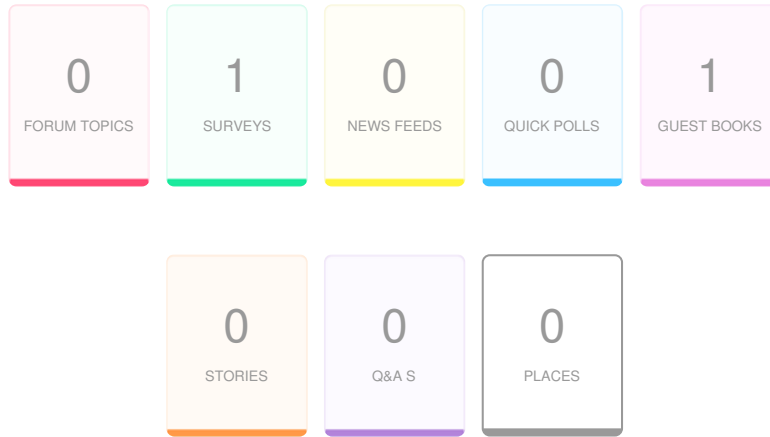 0 1 0 0 1
FORUM TOPICS SURVEYS NEWS FEEDS QUICK POLLS GUEST BOOKS
0 0 0
STORIES Q&A S PLACES